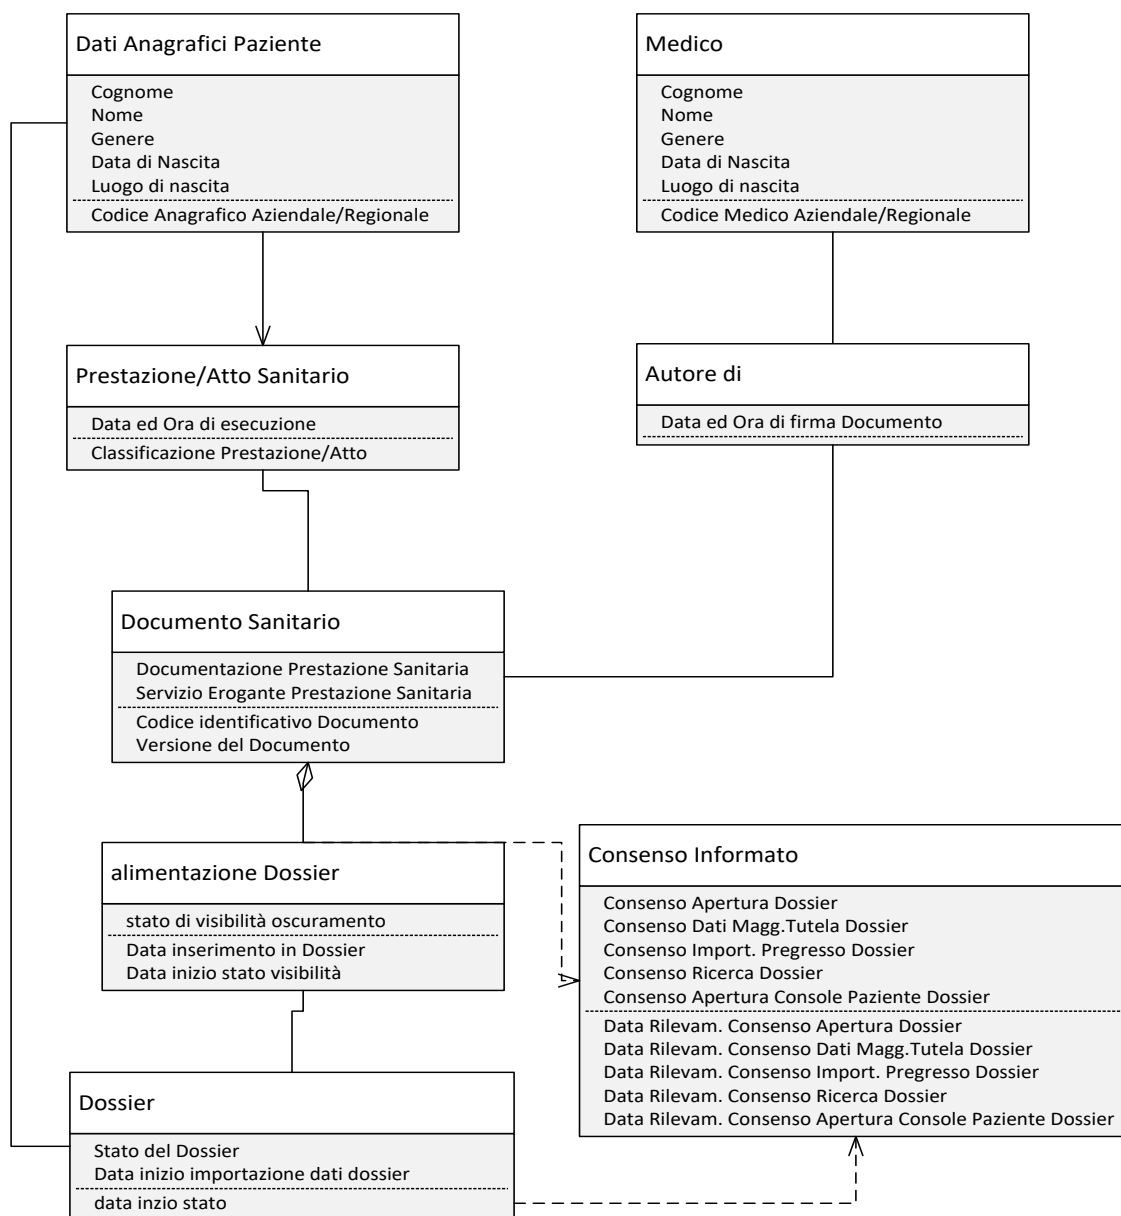 Dati Anagrafici Paziente
Cognome
Nome
Genere
Data di Nascita
Luogo di nascita
Codice Anagrafico Aziendale/Regionale
Medico
Cognome
Nome
Genere
Data di Nascita
Luogo di nascita
Codice Medico Aziendale/Regionale
Prestazione/Atto Sanitario
Data ed Ora di esecuzione
Classificazione Prestazione/Atto
Autore di
Data ed Ora di firma Documento
Documento Sanitario
Documentazione Prestazione Sanitaria
Servizio Erogante Prestazione Sanitaria
Codice identificativo Documento
Versione del Documento
alimentazione Dossier
stato di visibilità oscuramento
Data inserimento in Dossier
Data inizio stato visibilità
Consenso Informato
Consenso Apertura Dossier
Consenso Dati Magg.Tutela Dossier
Consenso Import. Pregresso Dossier
Consenso Ricerca Dossier
Consenso Apertura Console Paziente Dossier
Data Rilevam. Consenso Apertura Dossier
Data Rilevam. Consenso Dati Magg.Tutela Dossier
Data Rilevam. Consenso Import. Pregresso Dossier
Data Rilevam. Consenso Ricerca Dossier
Data Rilevam. Consenso Apertura Console Paziente Dossier
Dossier
Stato del Dossier
Data inizio importazione dati dossier
data inzio stato